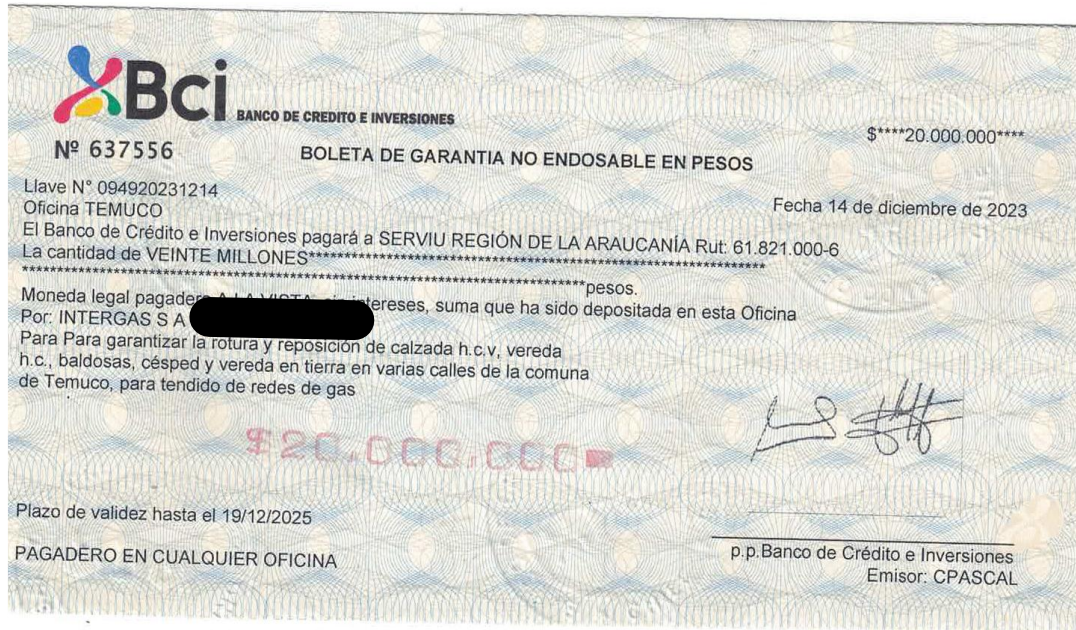 Bci BANCO DE CREDITO E INVERSIONES
$****20.000.000****
Nº 637556
BOLETA DE GARANTIA NO ENDOSABLE EN PESOS
Llave N° 094920231214
Oficina TEMUCO
Fecha 14 de diciembre de 2023
El Banco de Crédito e Inversiones pagará a SERVIU REGIÓN DE LA ARAUCANÍA Rut: 61.821.000-6
La cantidad de VEINTE MILLONES**************************************************************
******************************************************************************pesos.
Moneda legal pagadera A LA VISTA, sin intereses, suma que ha sido depositada en esta Oficina
Por: INTERGAS S A
Para Para garantizar la rotura y reposición de calzada h.c.v, vereda
h.c., baldosas, césped y vereda en tierra en varias calles de la comuna
de Temuco, para tendido de redes de gas
$20.000.000
Plazo de validez hasta el 19/12/2025
PAGADERO EN CUALQUIER OFICINA
p.p.Banco de Crédito e Inversiones
Emisor: CPASCAL